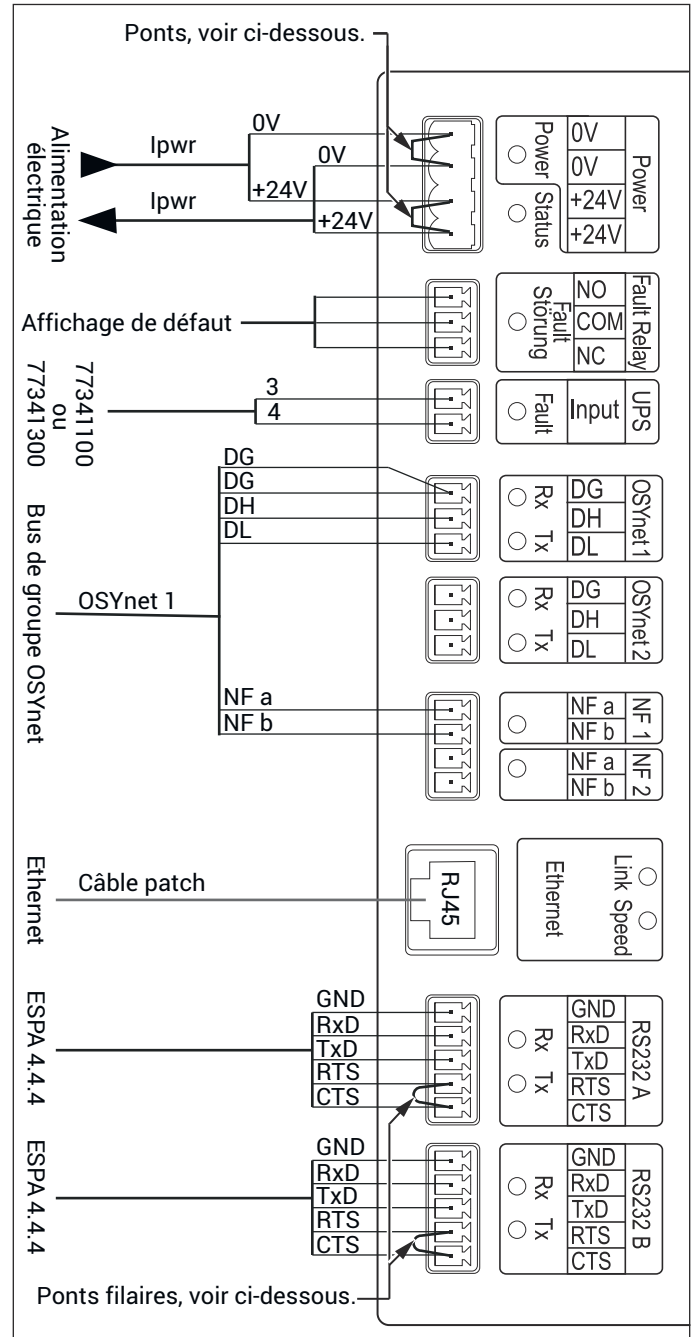 Ponts, voir ci-dessous.
Alimentation
électrique
Ipwr
Ipwr
0V
0V
+24V
+24V
Power
Status
0V
0V
+24V
+24V
Power
Affichage de défaut
Fault
Störung
NO
COM
NC
Fault Relay
77341100
ou
77341300
3
4
Fault
Input
UPS
Bus de groupe OSYnet
OSYnet 1
DG
DG
DH
DL
Rx
Tx
DG
DH
DL
OSYnet1
Rx
Tx
DG
DH
DL
OSYnet2
NF a
NF b
NF a
NF b
NF 1
NF a
NF b
NF 2
Ethernet
Câble patch
RJ45
Ethernet
Link Speed
ESPA 4.4.4
GND
RxD
TxD
RTS
CTS
Rx
Tx
GND
RxD
TxD
RTS
CTS
RS232 A
ESPA 4.4.4
GND
RxD
TxD
RTS
CTS
Rx
Tx
GND
RxD
TxD
RTS
CTS
RS232 B
Ponts filaires, voir ci-dessous.